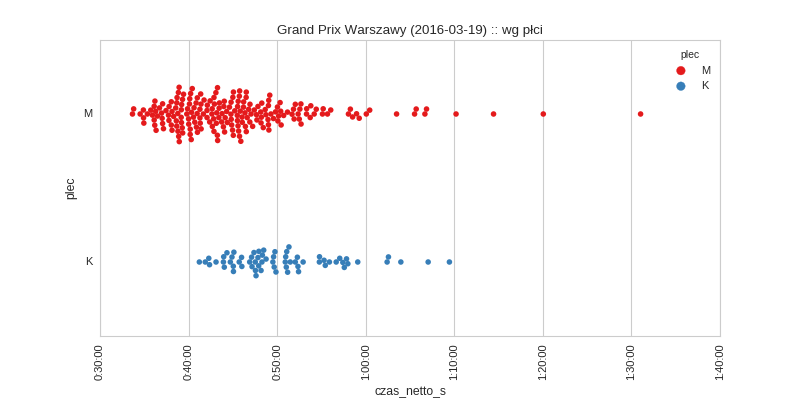 Grand Prix Warszawy (2016-03-19) :: wg płci
plec
M
K
M
K
plec
0:30:00
0:40:00
0:50:00
1:00:00
1:10:00
1:20:00
1:30:00
1:40:00
czas_netto_s